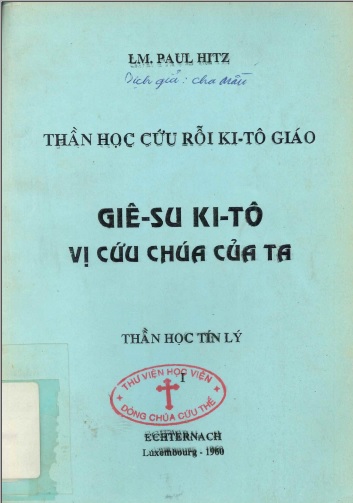 LM. PAUL HITZ
Dịch giả: cha Mầu
THẦN HỌC CỨU RỖI KI-TÔ GIÁO
GIÊ-SU KI-TÔ
VỊ CỨU CHÚA CỦA TA
THẦN HỌC TÍN LÝ
I
THƯ VIỆN HỌC VIỆN
DÒNG CHÚA CỨU THẾ
ECHTERNACH
Luxembourg - 1960